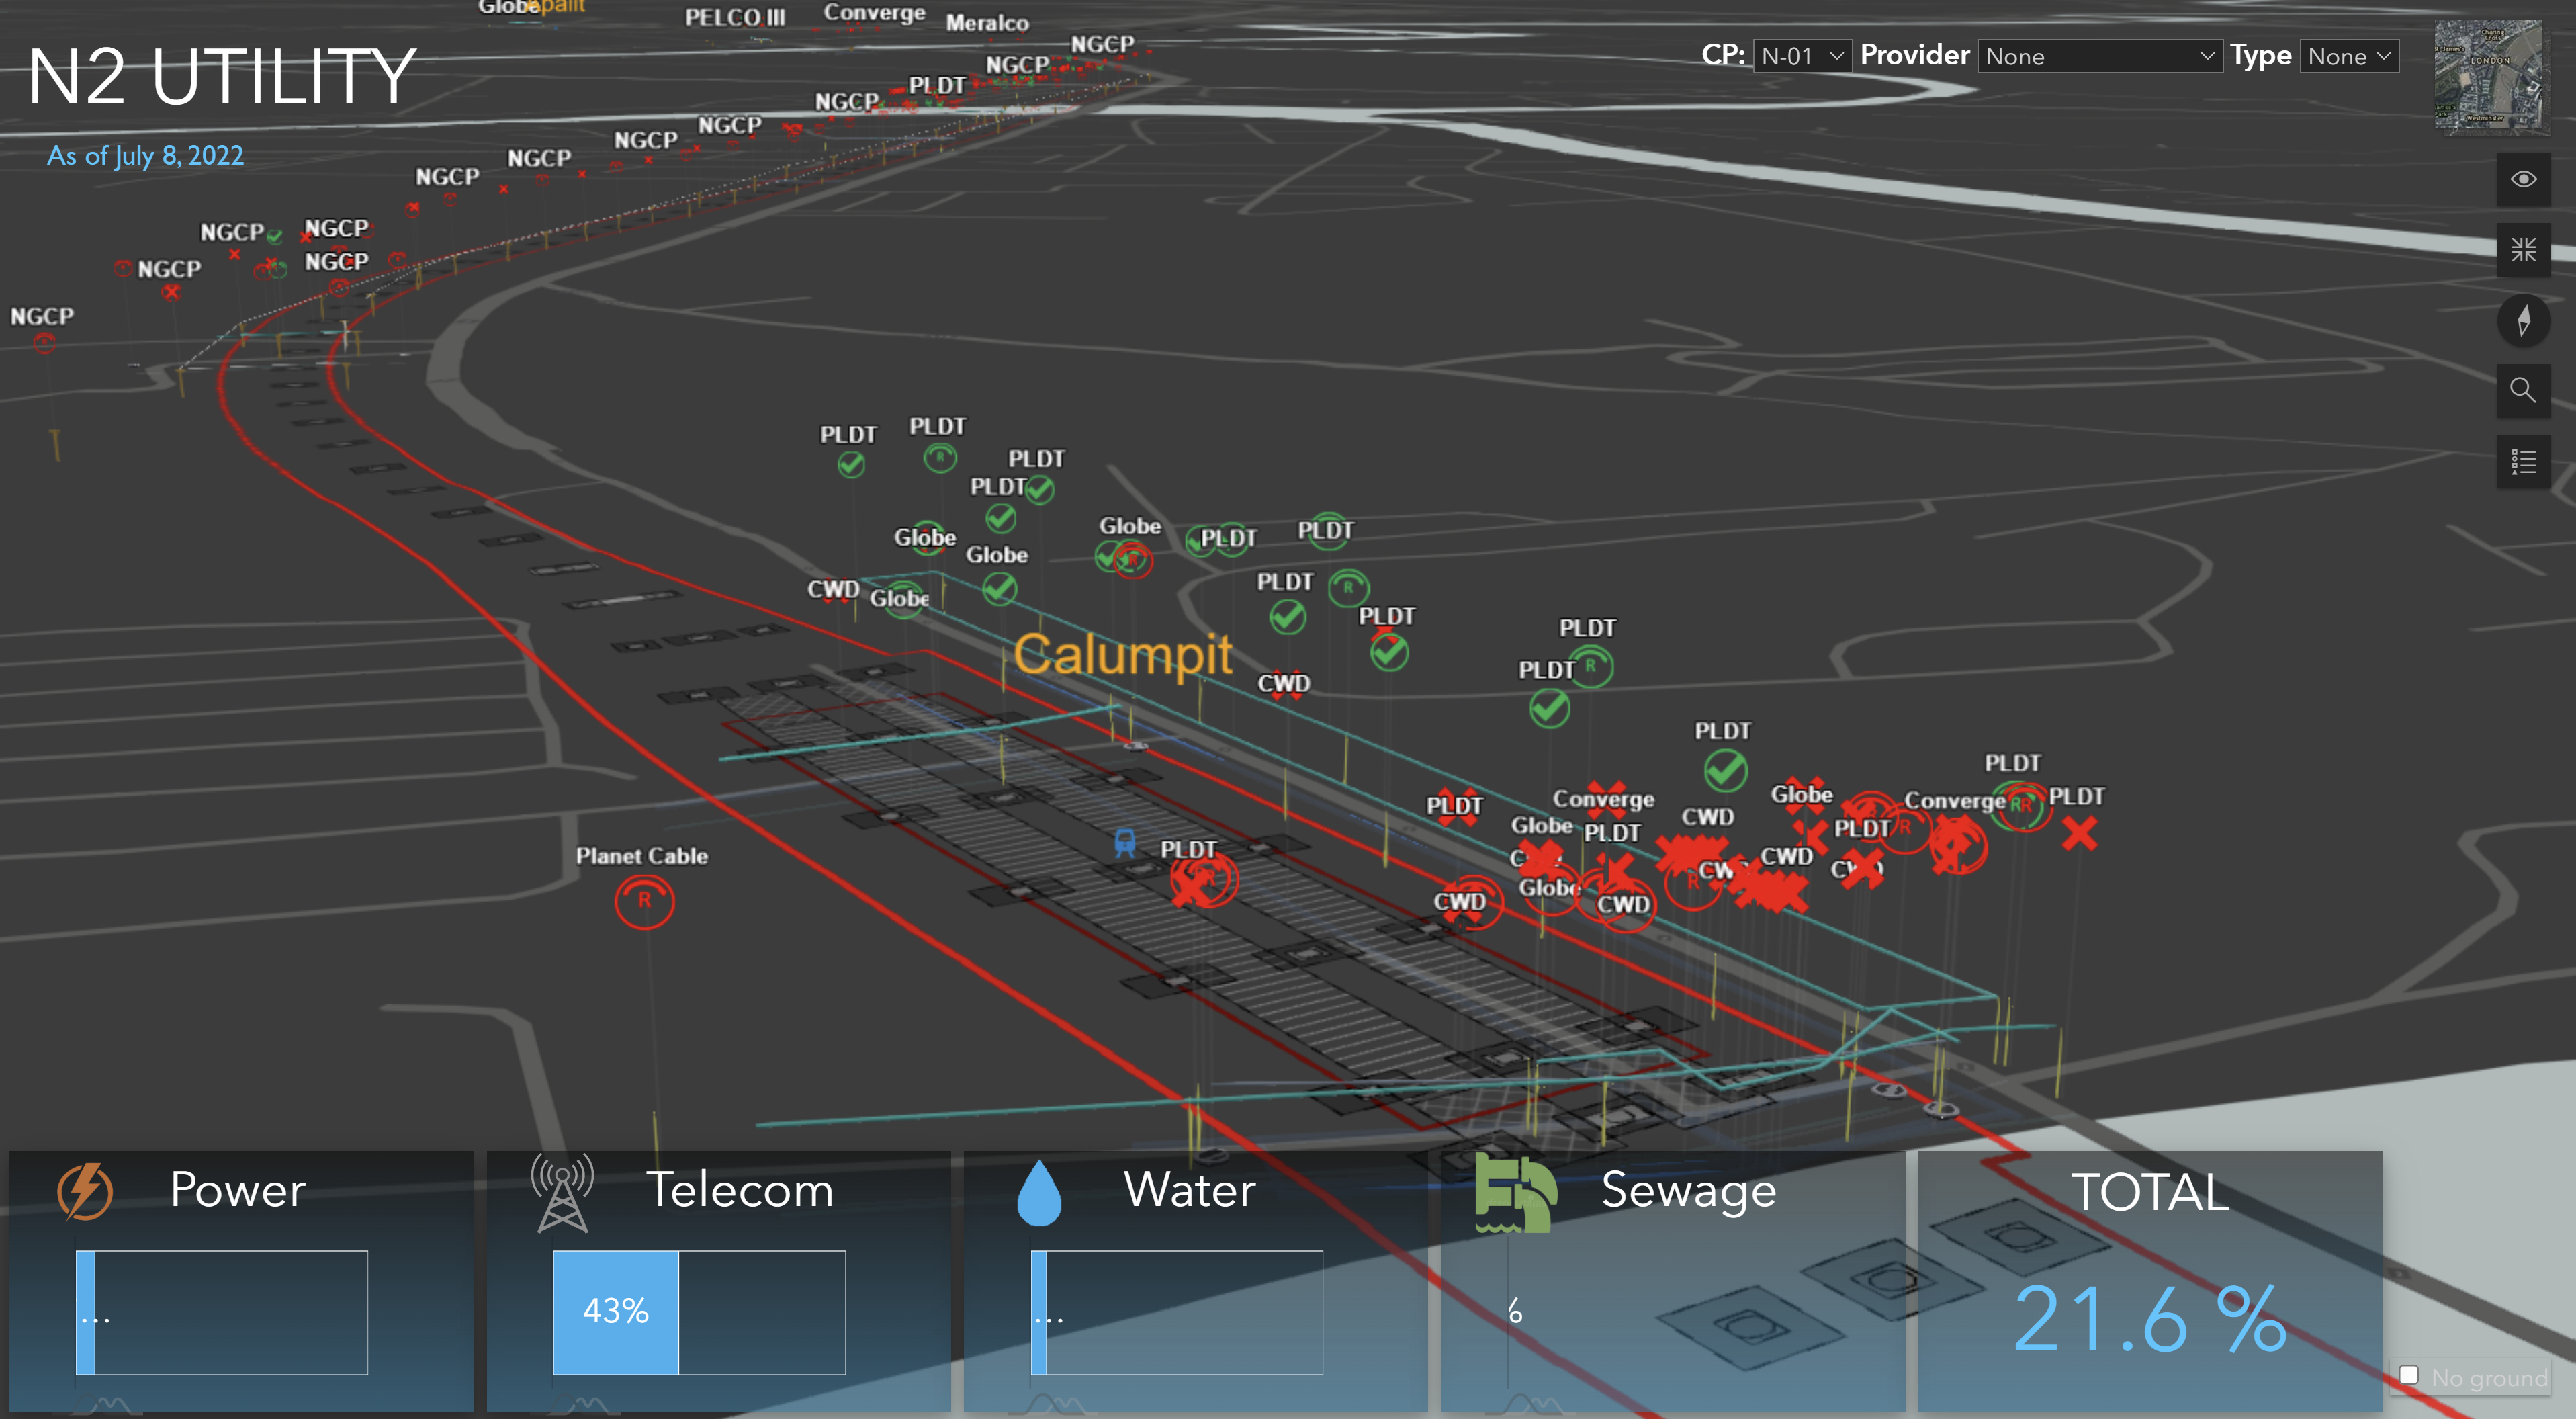 Globe
Apalit
PELCO III
Converge
Meralco
NGCP
N2 UTILITY
CP: N-01 Provider None Type None
LONDON
Westminster
NGCP
PLDT
NGCP
NGCP
NGCP
As of July 8, 2022
NGCP
NGCP
NGCP
NGCP
NGCP
NGCP
NGCP
PLDT
PLDT
R
PLDT
PLDT
Globe
Globe
R
PLDT
PLDT
Globe
CWD
Globe
PLDT
R
PLDT
PLDT
Calumpit
PLDT
R
CWD
PLDT
PLDT
Globe
Converge
PLDT
R
R
PLDT
Converge
PLDT
CWD
Globe
PLDT
PLDT
R
Planet Cable
R
PLDT
R
CWD
CWD
Globe
R
CWD
CWD
Power
Telecom
Water
Sewage
TOTAL
...
43%
...
%
21.6 %
No ground